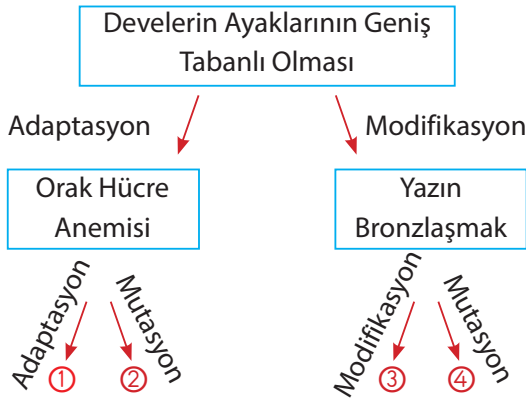 Develerin Ayaklarının Geniş
Tabanlı Olması
Adaptasyon
Modifikasyon
Orak Hücre
Anemisi
Yazın
Bronzlaşmak
Adaptasyon
Mutasyon
Modifikasyon
Mutasyon
1
2
3
4